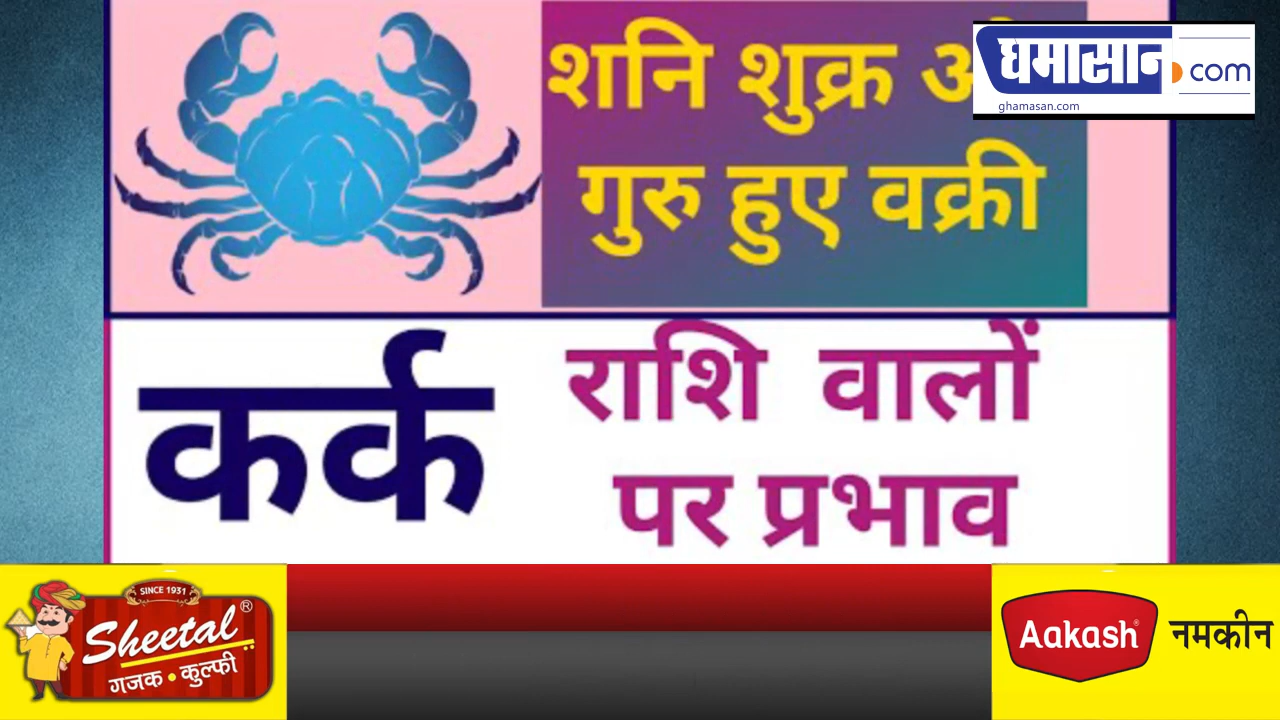 शनि शुक्र
गुरु हुए वक्री
घमासान.com
ghamasan.com
कर्क
राशि वालों
पर प्रभाव
SINCE 1931
Sheetal®
गजक • कुल्फी
Aakash®
नमकीन